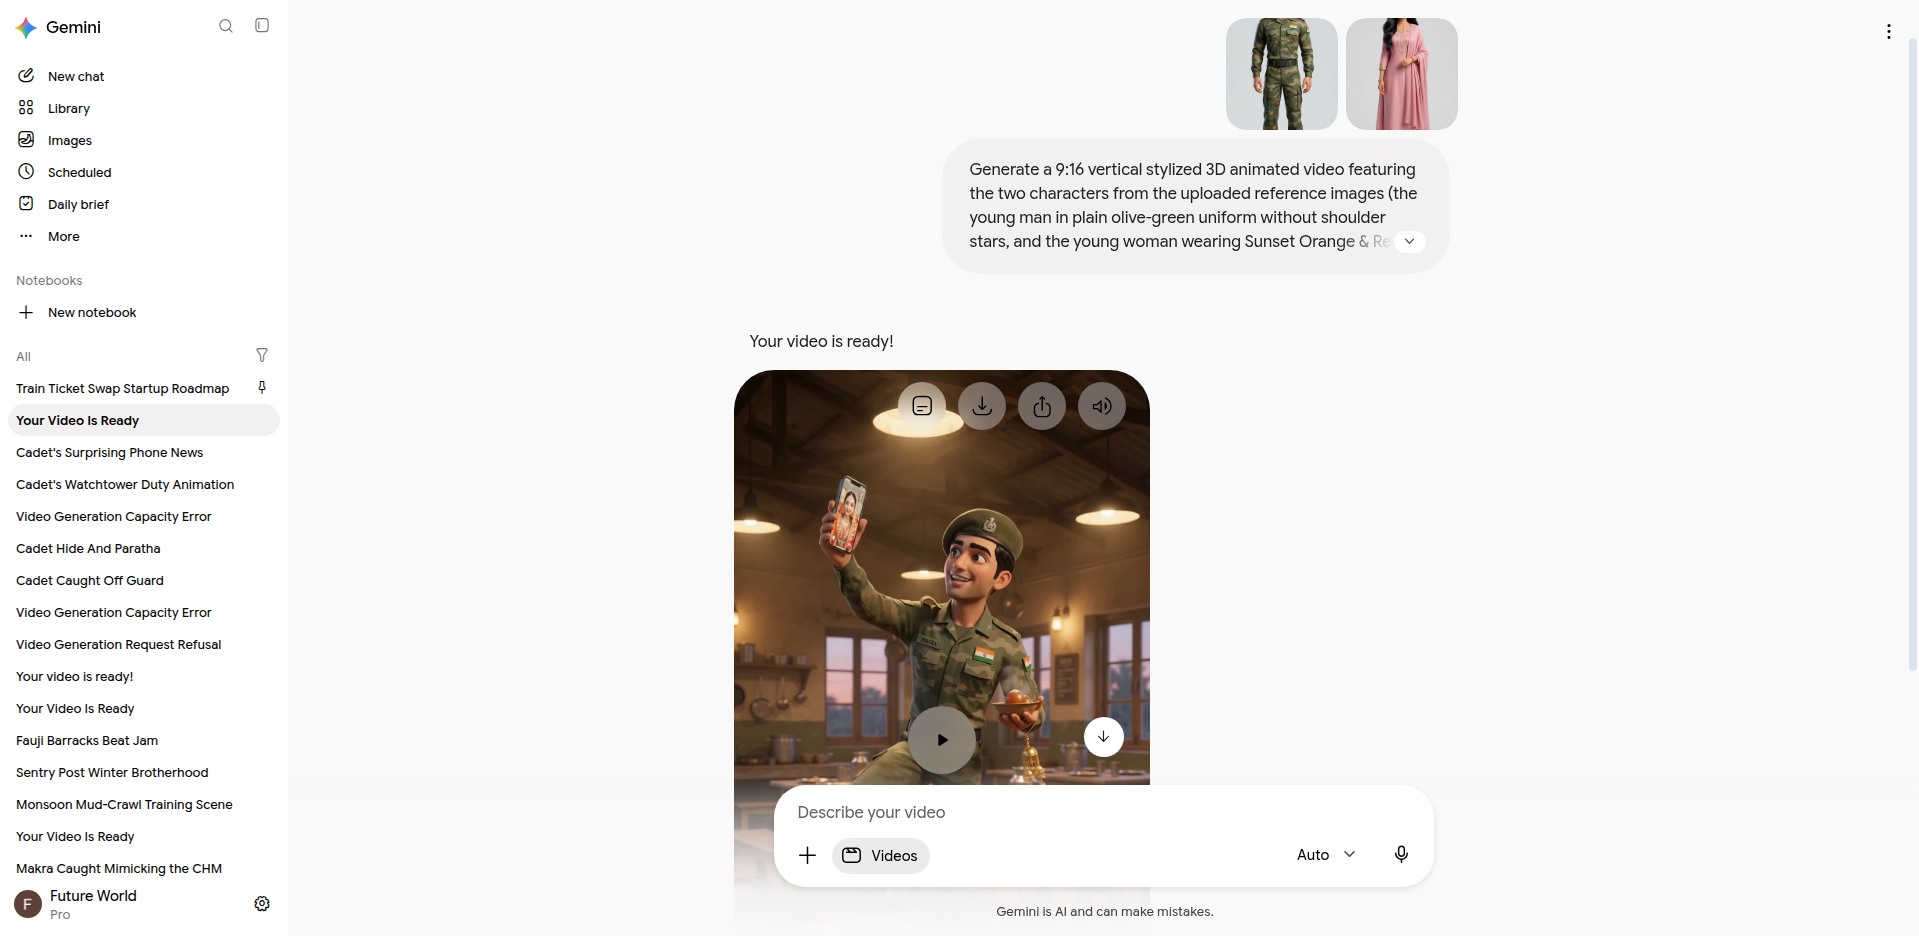 Gemini
New chat
Library
Images
Scheduled
Daily brief
More
Notebooks
New notebook
All
Train Ticket Swap Startup Roadmap
Your Video Is Ready
Cadet's Surprising Phone News
Cadet's Watchtower Duty Animation
Video Generation Capacity Error
Cadet Hide And Paratha
Cadet Caught Off Guard
Video Generation Capacity Error
Video Generation Request Refusal
Your video is ready!
Your Video Is Ready
Fauji Barracks Beat Jam
Sentry Post Winter Brotherhood
Monsoon Mud-Crawl Training Scene
Your Video Is Ready
Makra Caught Mimicking the CHM
F
Future World
Pro
Generate a 9:16 vertical stylized 3D animated video featuring
the two characters from the uploaded reference images (the
young man in plain olive-green uniform without shoulder
stars, and the young woman wearing Sunset Orange & Re
Your video is ready!
Describe your video
Videos
Auto
Gemini is AI and can make mistakes.